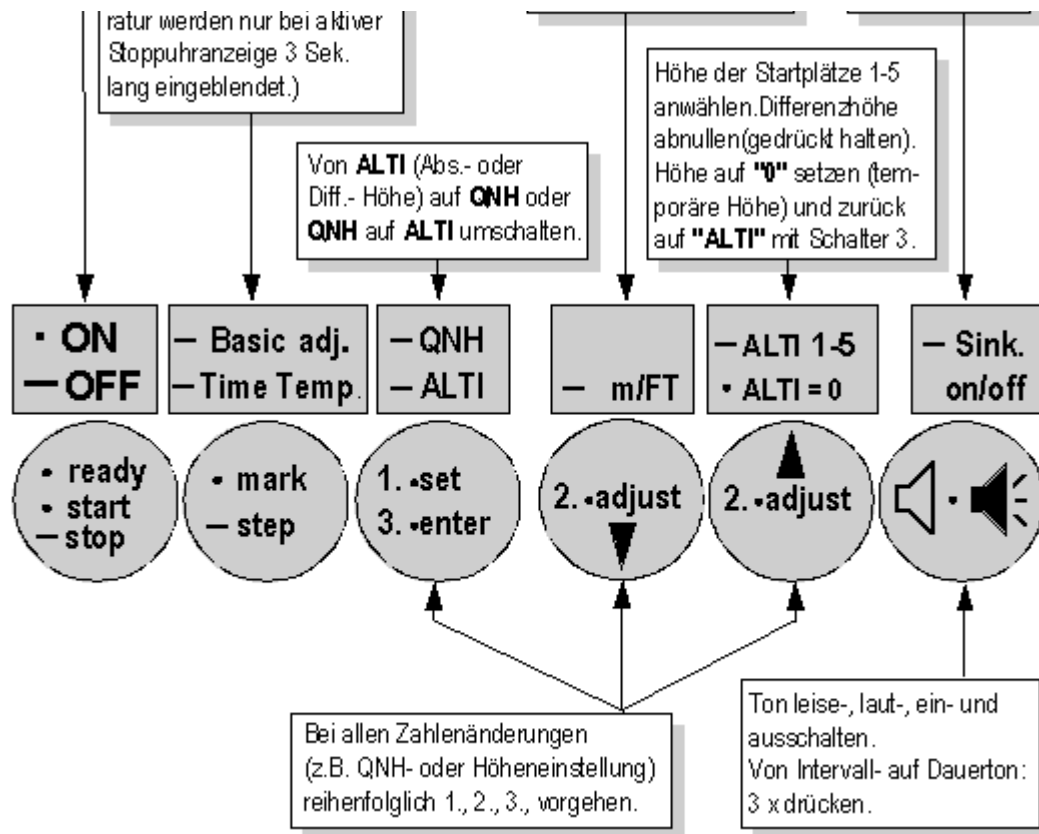 ratur werden nur bei aktiver
Stoppuhranzeige 3 Sek.
lang eingeblendet.)
Von ALTI (Abs.- oder
Diff.- Höhe) auf QNH oder
QNH auf ALTI umschalten.
Höhe der Startplätze 1-5
anwählen.Differenzhöhe
abnullen(gedrückt halten).
Höhe auf "0" setzen (tem-
poräre Höhe) und zurück
auf "ALTI" mit Schalter 3.
· ON
— OFF
— Basic adj.
— Time Temp.
— QNH
— ALTI
— m/FT
— ALTI 1-5
• ALTI = 0
— Sink.
on/off
• ready
• start
— stop
• mark
— step
1. •set
3. •enter
2. •adjust
2. •adjust
Bei allen Zahlenänderungen
(z.B. QNH- oder Höheneinstellung)
reihenfolglich 1., 2., 3., vorgehen.
Ton leise-, laut-, ein- und
ausschalten.
Von Intervall- auf Dauerton:
3 x drücken.